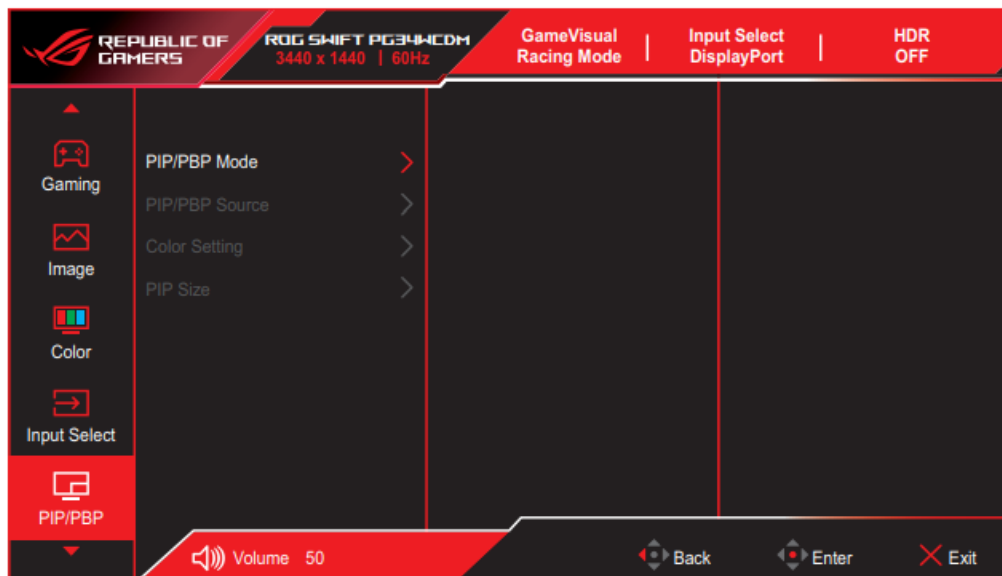 REPUBLIC OF
GAMERS
ROG SWIFT PG34WCDM
3440 x 1440 | 60Hz
GameVisual
Racing Mode
Input Select
DisplayPort
HDR
OFF
Gaming
Image
Color
Input Select
PIP/PBP
PIP/PBP Mode
PIP/PBP Source
Color Setting
PIP Size
Volume 50
Back
Enter
Exit